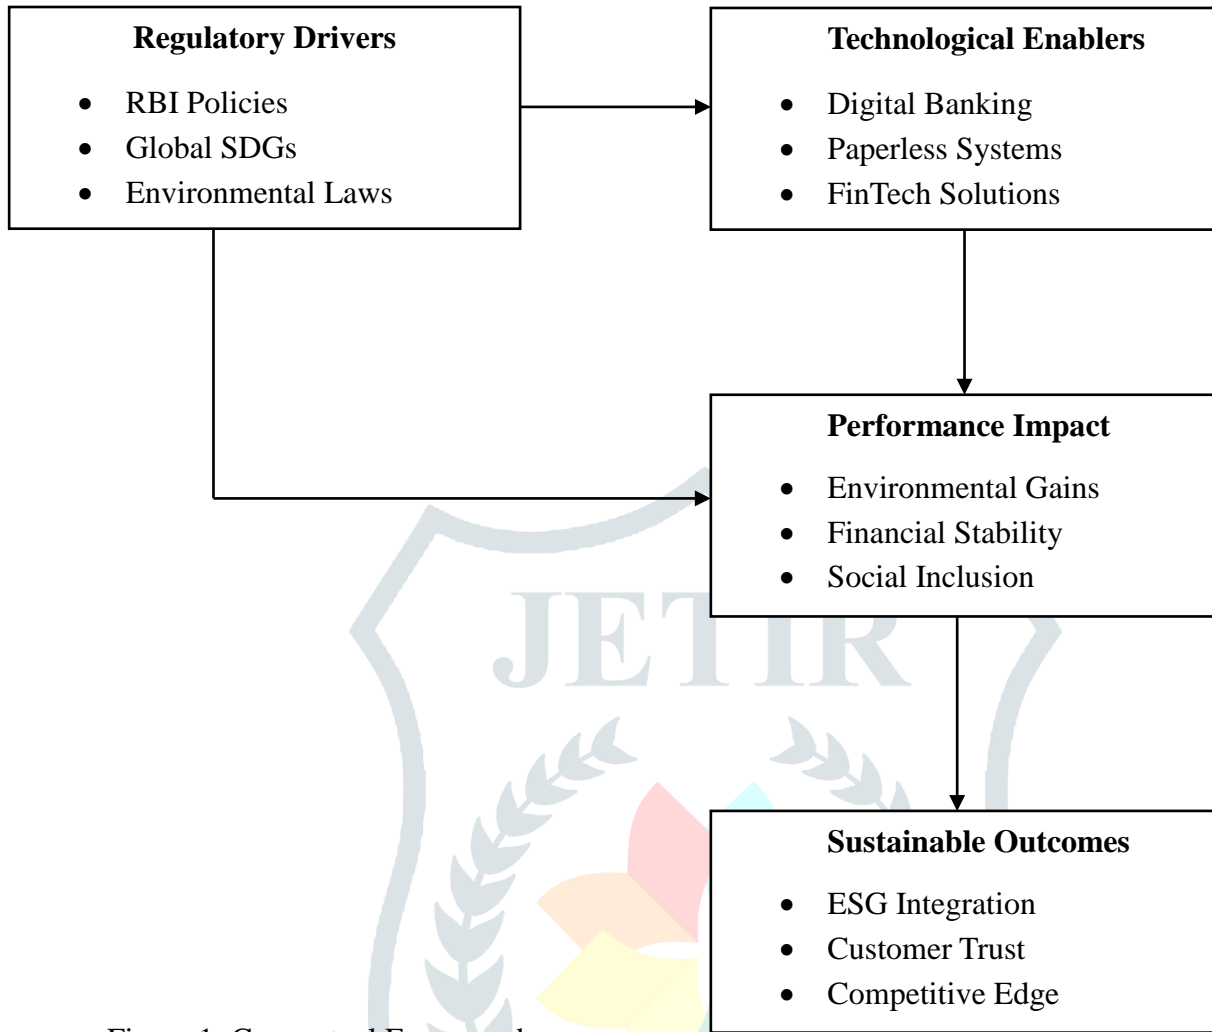 Regulatory Drivers
• RBI Policies
• Global SDGs
• Environmental Laws
Technological Enablers
• Digital Banking
• Paperless Systems
• FinTech Solutions
Performance Impact
• Environmental Gains
• Financial Stability
• Social Inclusion
JETIR
Sustainable Outcomes
• ESG Integration
• Customer Trust
• Competitive Edge